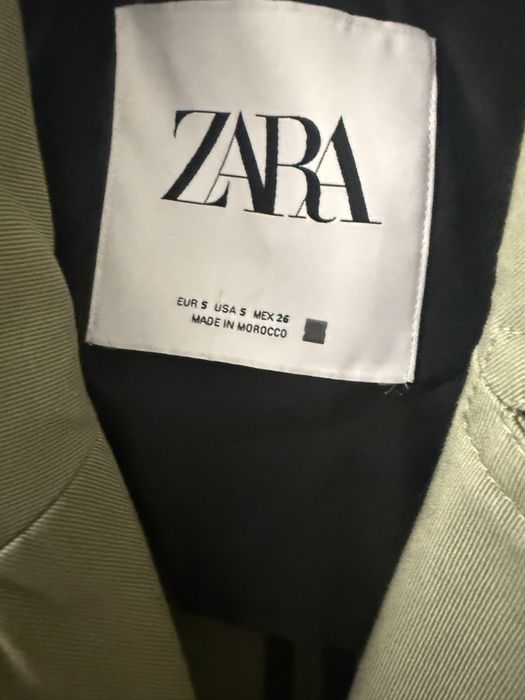 ZARA
EUR S USA S MEX 26
MADE IN MOROCCO